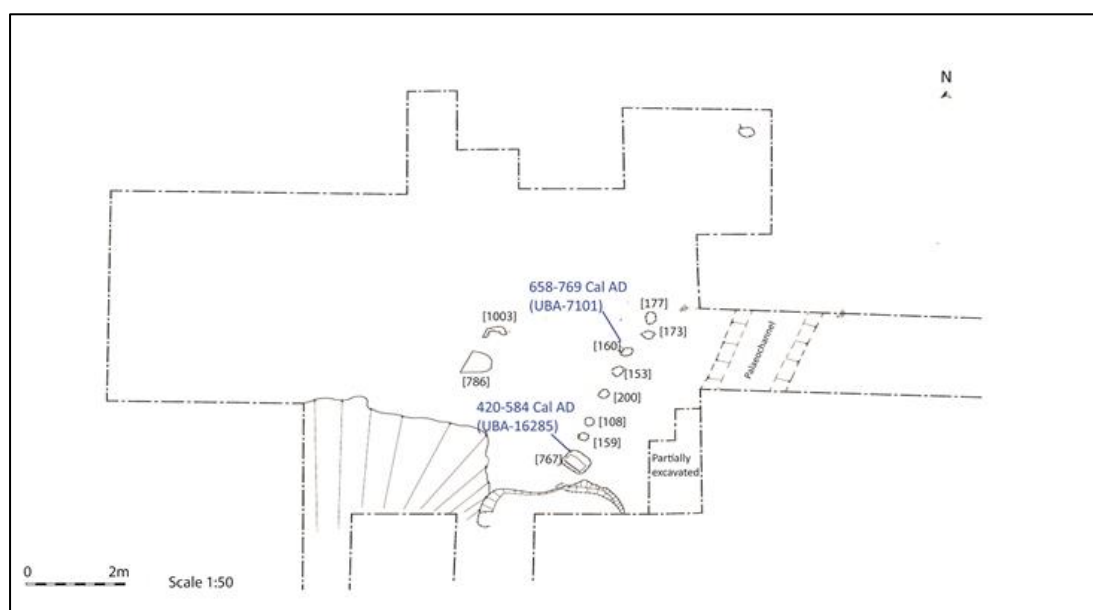 N
658-769 Cal AD
(UBA-7101)
[177]
[1003]
[173]
[160]
[153]
Palaeochannel
[786]
[200]
420-584 Cal AD
(UBA-16285)
[108]
[159]
[767]
Partially
excavated
0 2m
Scale 1:50